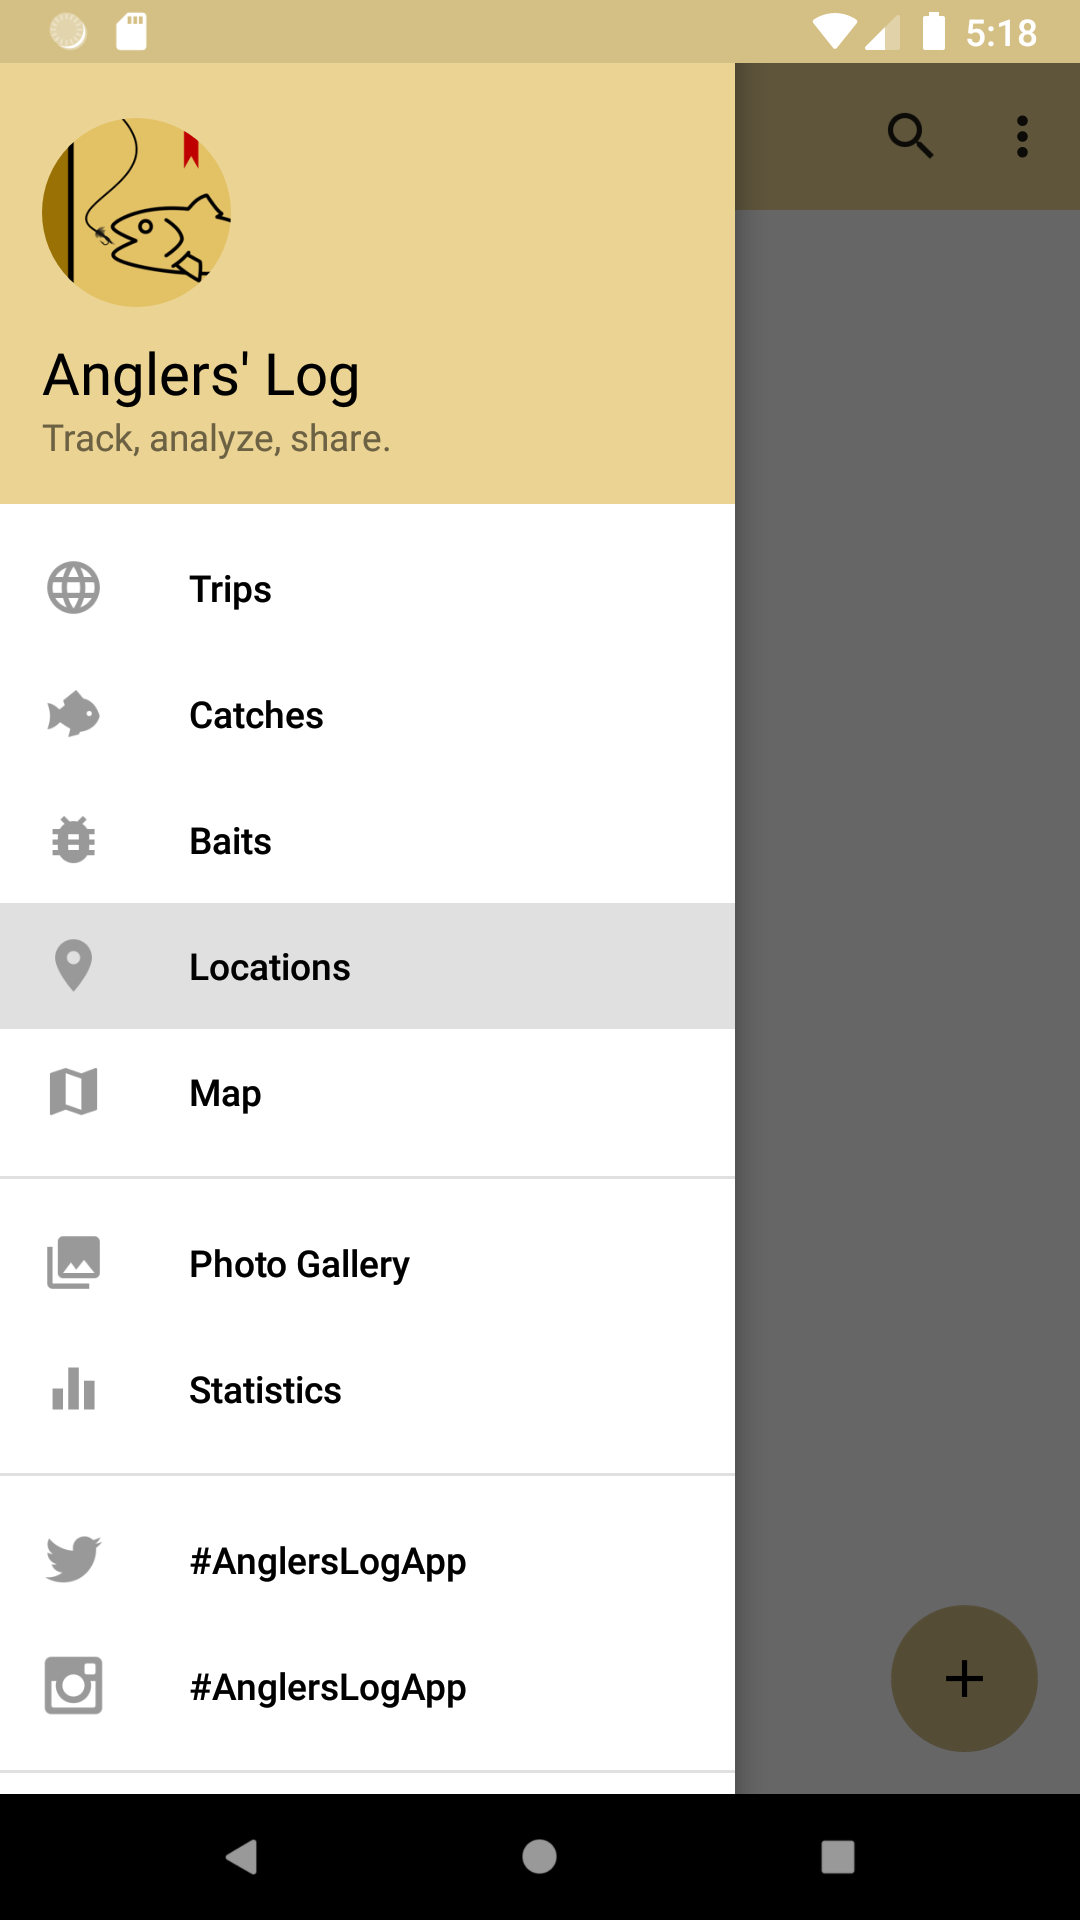 5:18
Anglers' Log
Track, analyze, share.
Trips
Catches
Baits
Locations
Map
Photo Gallery
Statistics
#AnglersLogApp
#AnglersLogApp